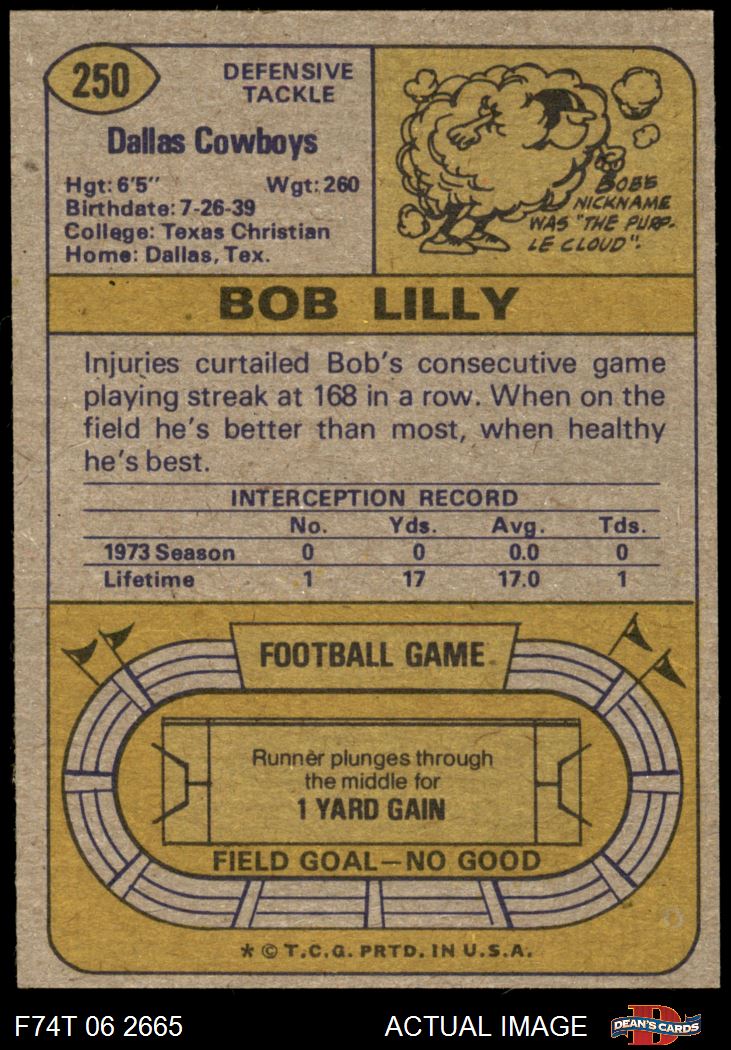 250
DEFENSIVE
TACKLE
Dallas Cowboys
Hgt: 6'5" Wgt: 260
Birthdate: 7-26-39
College: Texas Christian
Home: Dallas, Tex.
BOB'S
NICKNAME
WAS "THE PURP-
LE CLOUD".
BOB LILLY
Injuries curtailed Bob's consecutive game
playing streak at 168 in a row. When on the
field he's better than most, when healthy
he's best.
INTERCEPTION RECORD
No. Yds. Avg. Tds.
1973 Season 0 0 0.0 0
Lifetime 1 17 17.0 1
FOOTBALL GAME
Runner plunges through
the middle for
1 YARD GAIN
FIELD GOAL—NO GOOD
* © T.C.G. PRTD. IN U.S.A.
F74T 06 2665 ACTUAL IMAGE DEAN'S CARDS